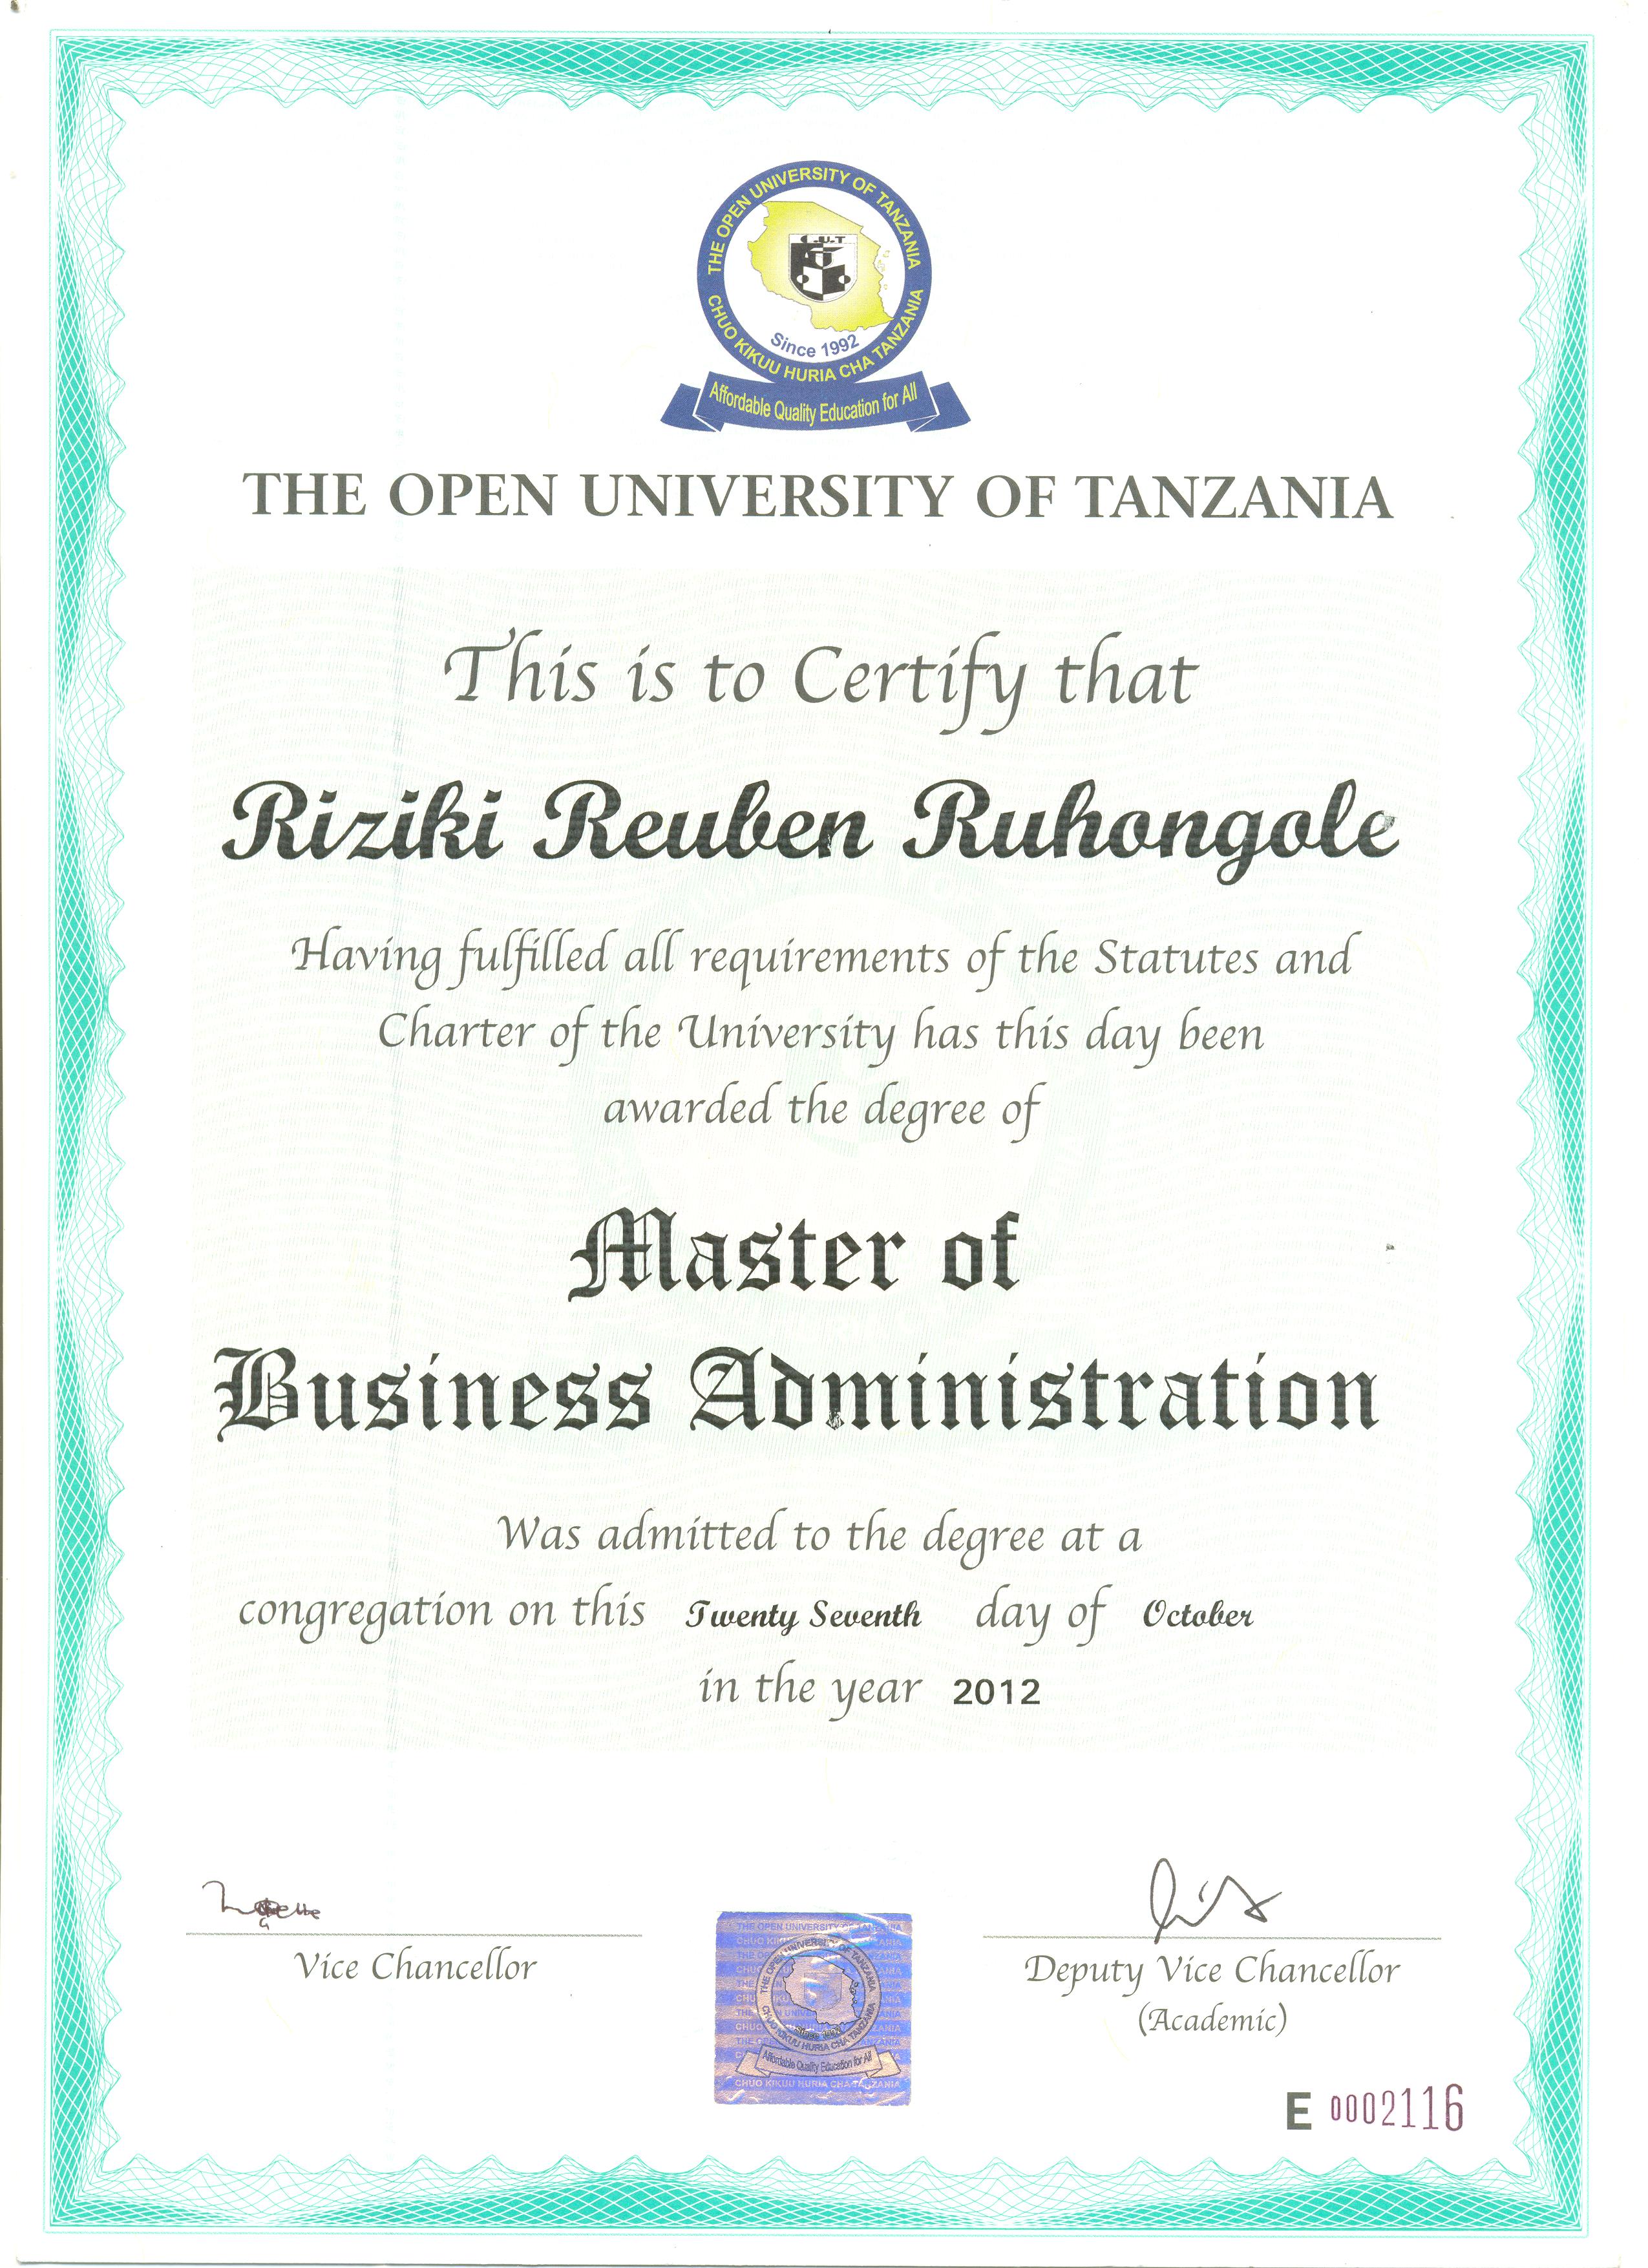 THE OPEN UNIVERSITY OF TANZANIA
CHUO KIKUU HURIA CHA TANZANIA
Since 1992
Affordable Quality Education for All
THE OPEN UNIVERSITY OF TANZANIA
This is to Certify that
Riziki Reuben Ruhongole
Having fulfilled all requirements of the Statutes and
Charter of the University has this day been
awarded the degree of
Master of
Business Administration
Was admitted to the degree at a
congregation on this Twenty Seventh day of October
in the year 2012
Vice Chancellor
Deputy Vice Chancellor
(Academic)
THE OPEN UNIVERSITY OF TANZANIA
CHUO KIKUU HURIA CHA TANZANIA
Since 1992
Affordable Quality Education for All
CHUO KIKUU HURIA CHA TANZANIA
E 0002116